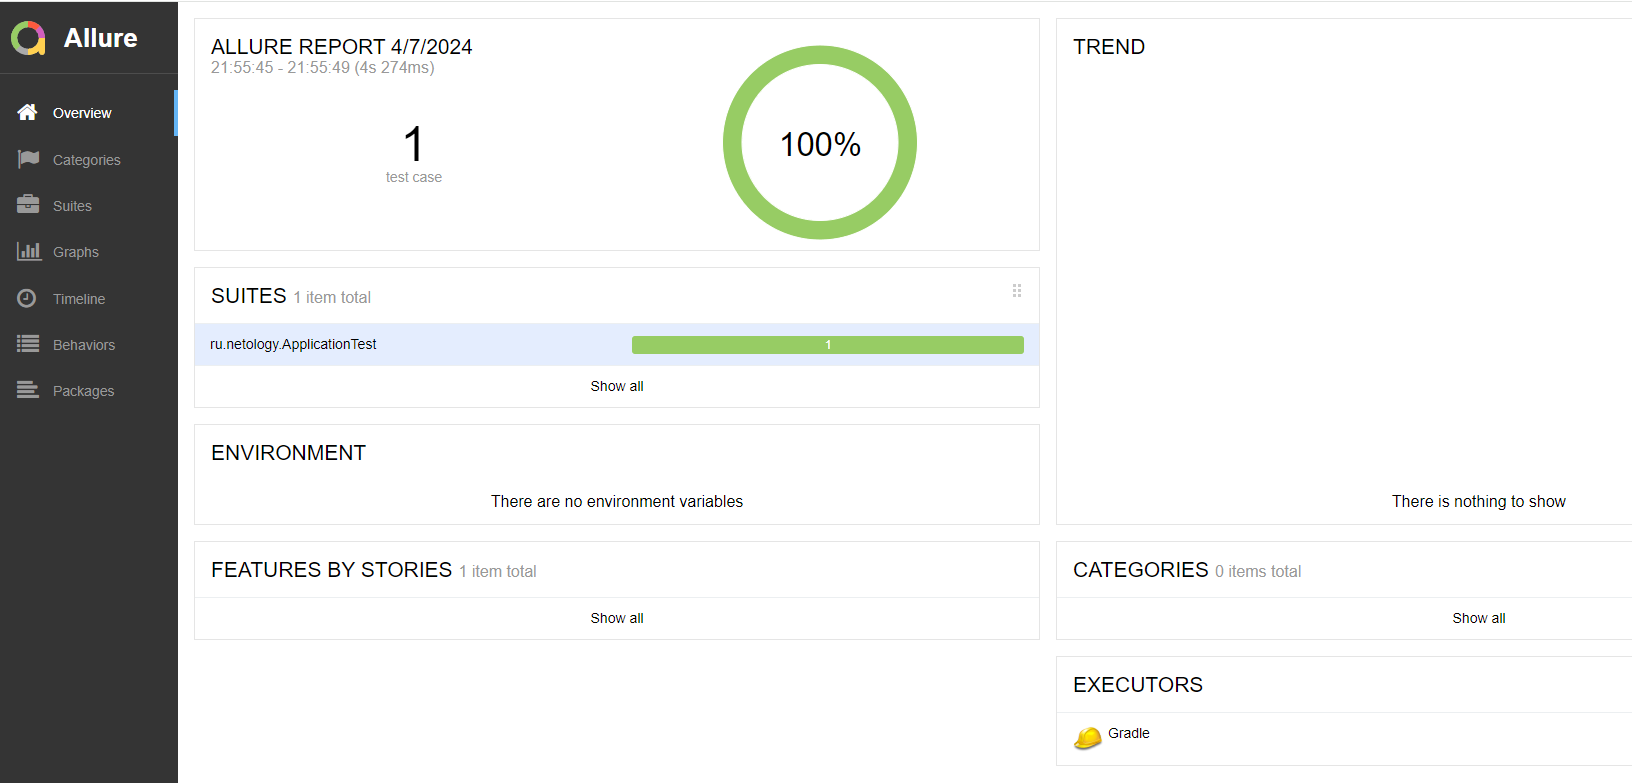 Allure
Overview
Categories
Suites
Graphs
Timeline
Behaviors
Packages
ALLURE REPORT 4/7/2024
21:55:45 - 21:55:49 (4s 274ms)
1
test case
100%
SUITES 1 item total
ru.netology.ApplicationTest
1
Show all
ENVIRONMENT
There are no environment variables
FEATURES BY STORIES 1 item total
Show all
TREND
There is nothing to show
CATEGORIES 0 items total
Show all
EXECUTORS
Gradle